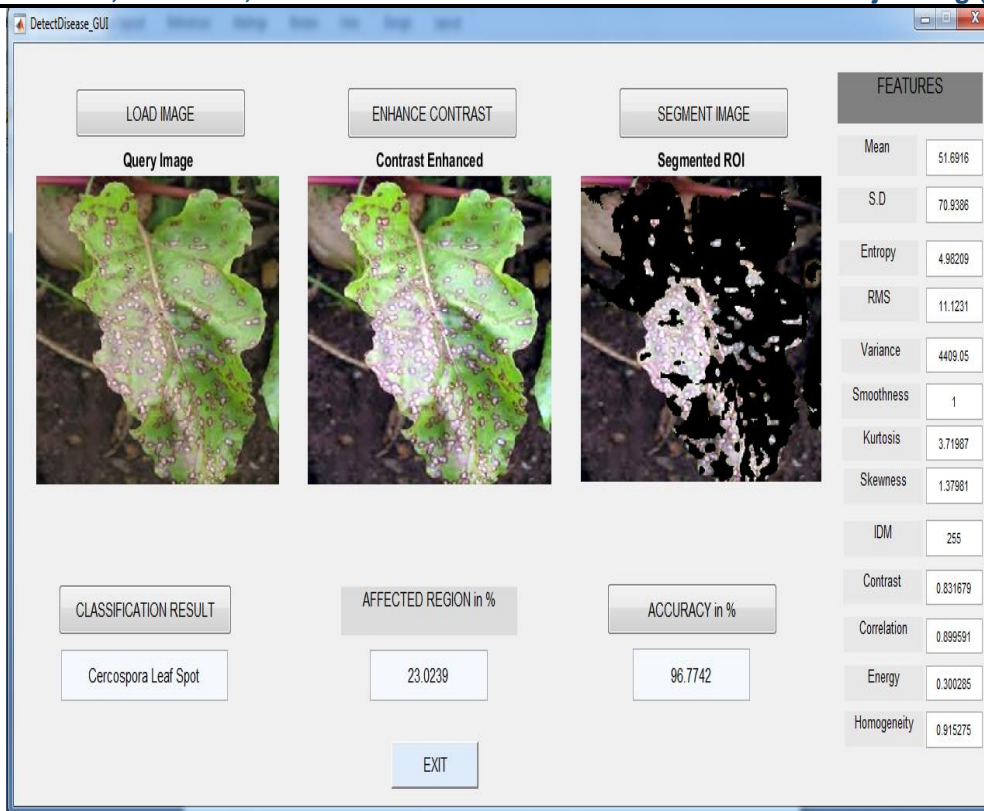 DetectDisease_GUI
LOAD IMAGE
ENHANCE CONTRAST
SEGMENT IMAGE
Query Image
Contrast Enhanced
Segmented ROI
CLASSIFICATION RESULT
AFFECTED REGION in %
ACCURACY in %
Cercospora Leaf Spot
23.0239
96.7742
EXIT
FEATURES
Mean 51.6916
S.D 70.9386
Entropy 4.98209
RMS 11.1231
Variance 4409.05
Smoothness 1
Kurtosis 3.71987
Skewness 1.37981
IDM 255
Contrast 0.831679
Correlation 0.899591
Energy 0.300285
Homogeneity 0.915275